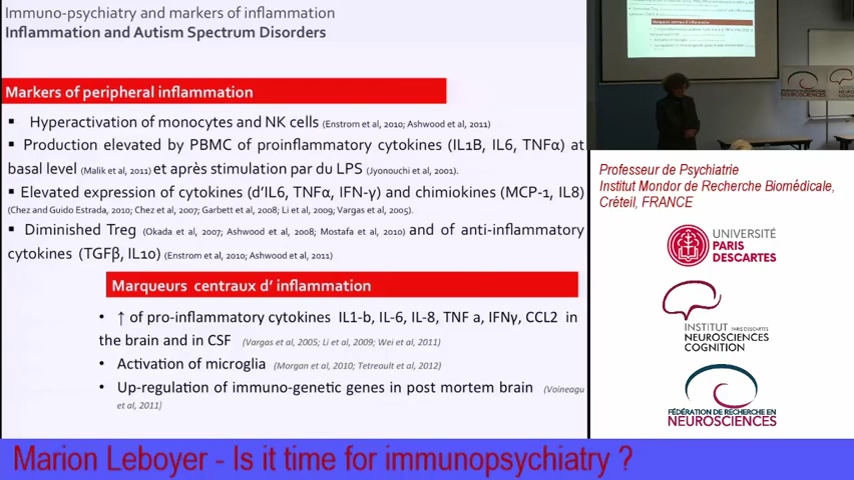 Immuno-psychiatry and markers of inflammation
Inflammation and Autism Spectrum Disorders
Markers of peripheral inflammation
▪ Hyperactivation of monocytes and NK cells (Enstrom et al, 2010; Ashwood et al, 2011)
▪ Production elevated by PBMC of proinflammatory cytokines (IL1B, IL6, TNFα) at
basal level (Malik et al, 2011) et après stimulation par du LPS (Jyonouchi et al, 2001).
▪ Elevated expression of cytokines (d'IL6, TNFα, IFN-γ) and chimiokines (MCP-1, IL8)
(Chez and Guido Estrada, 2010; Chez et al, 2007; Garbett et al, 2008; Li et al, 2009; Vargas et al, 2005).
▪ Diminished Treg (Okada et al, 2007; Ashwood et al, 2008; Mostafa et al, 2010) and of anti-inflammatory
cytokines (TGFβ, IL10) (Enstrom et al, 2010; Ashwood et al, 2011)
Marqueurs centraux d' inflammation
• ↑ of pro-inflammatory cytokines IL1-b, IL-6, IL-8, TNF a, IFNγ, CCL2 in
the brain and in CSF (Vargas et al, 2005; Li et al, 2009; Wei et al, 2011)
• Activation of microglia (Morgan et al, 2010; Tetreault et al, 2012)
• Up-regulation of immuno-genetic genes in post mortem brain (Voineagu
et al, 2011)
Professeur de Psychiatrie
Institut Mondor de Recherche Biomédicale,
Créteil, FRANCE
UNIVERSITÉ
PARIS
DESCARTES
INSTITUT PARIS DESCARTES
NEUROSCIENCES
COGNITION
FÉDÉRATION DE RECHERCHE EN
NEUROSCIENCES
Marion Leboyer - Is it time for immunopsychiatry ?